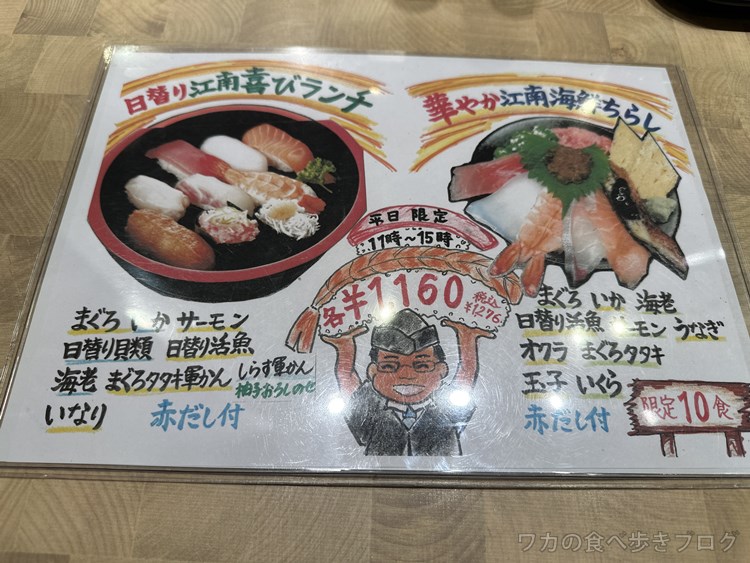 日替り江南喜びランチ
華やか江南海鮮ちらし
平日 限定
11時〜15時
各¥1160
税込
¥1,276
まぐろ いか サーモン
日替り貝類 日替り活魚
海老 まぐろタタキ軍かん しらす軍かん
柚子おろしのせ
いなり 赤だし付
まぐろ いか 海老
日替り活魚 サーモン うなぎ
オクラ まぐろタタキ
玉子 いくら
赤だし付
限定10食
ワカの食べ歩きブログ